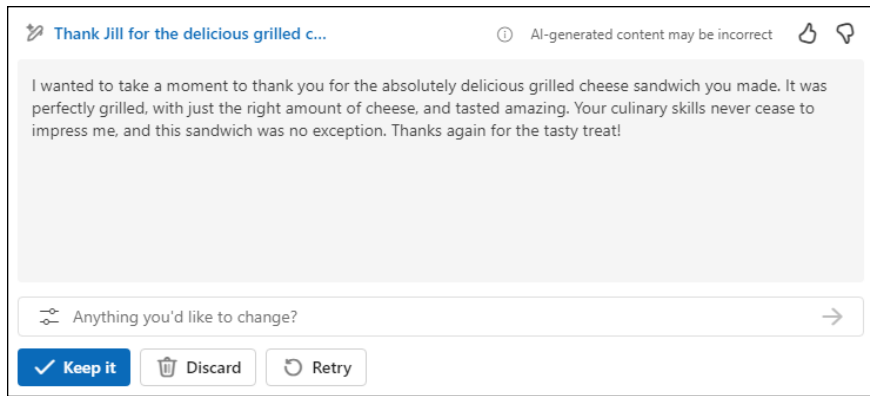 Thank Jill for the delicious grilled c...
AI-generated content may be incorrect
I wanted to take a moment to thank you for the absolutely delicious grilled cheese sandwich you made. It was
perfectly grilled, with just the right amount of cheese, and tasted amazing. Your culinary skills never cease to
impress me, and this sandwich was no exception. Thanks again for the tasty treat!
Anything you'd like to change?
Keep it Discard Retry